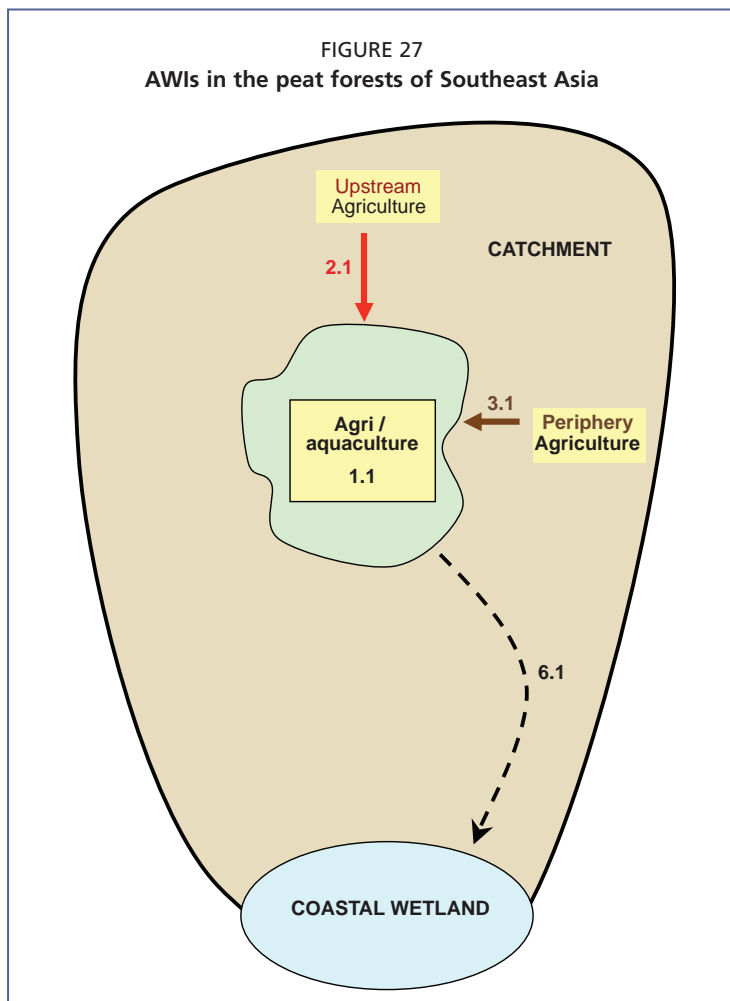 FIGURE 27
AWIs in the peat forests of Southeast Asia
Upstream
Agriculture
CATCHMENT
2.1
3.1
Periphery
Agriculture
Agri /
aquaculture
1.1
6.1
COASTAL WETLAND